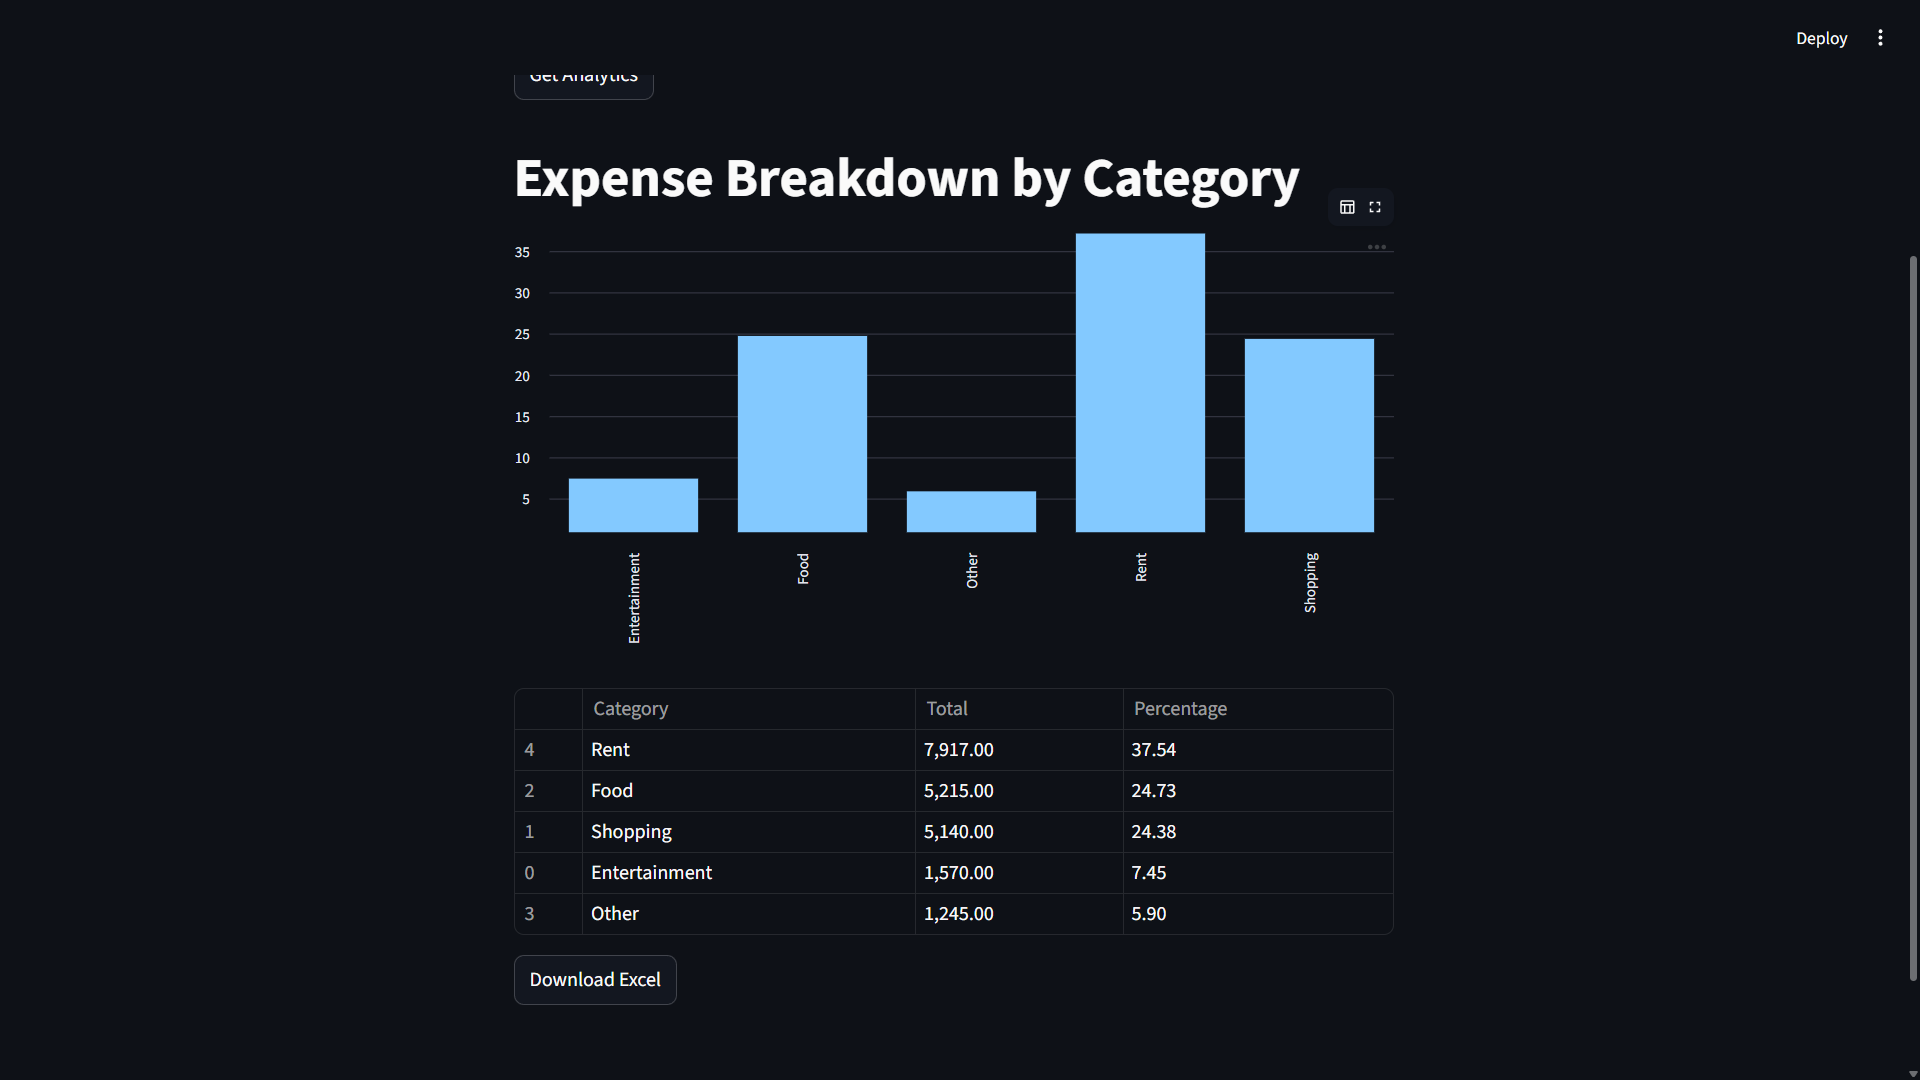 Deploy
Get Analytics
Expense Breakdown by Category
35
30
25
20
15
10
5
Entertainment
Food
Other
Rent
Shopping
Category Total Percentage
4 Rent 7,917.00 37.54
2 Food 5,215.00 24.73
1 Shopping 5,140.00 24.38
0 Entertainment 1,570.00 7.45
3 Other 1,245.00 5.90
Download Excel